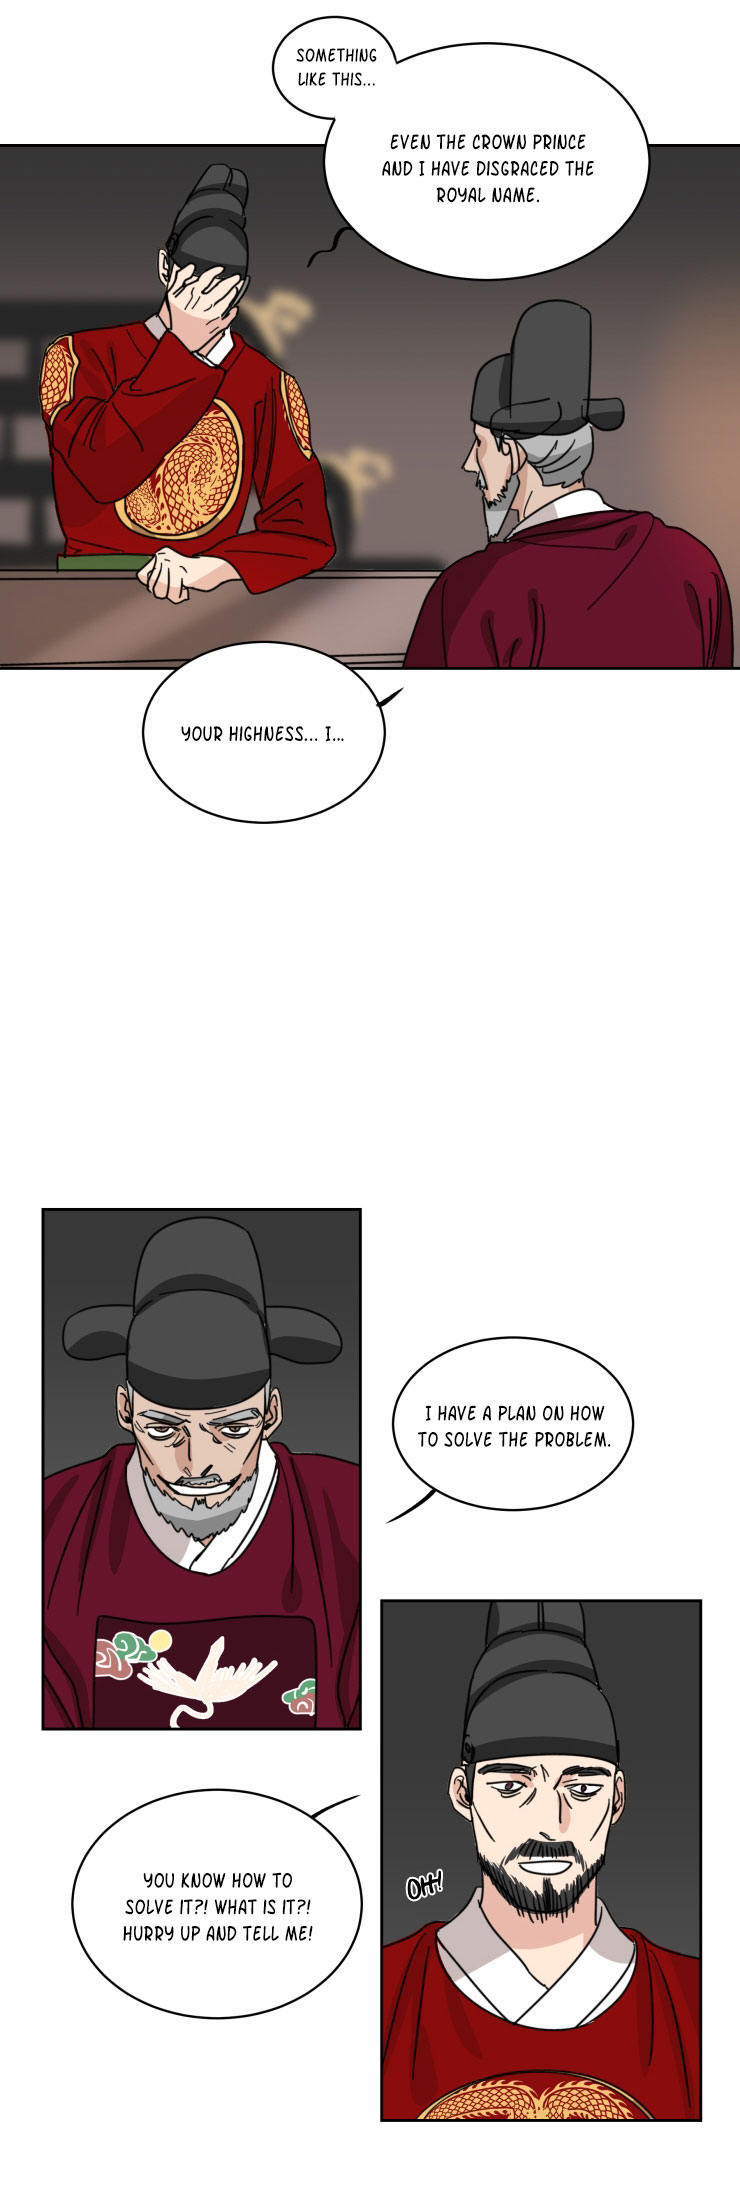 SOMETHING
LIKE THIS...
EVEN THE CROWN PRINCE
AND I HAVE DISGRACED THE
ROYAL NAME.
YOUR HIGHNESS... I...
I HAVE A PLAN ON HOW
TO SOLVE THE PROBLEM.
OH!
YOU KNOW HOW TO
SOLVE IT?! WHAT IS IT?!
HURRY UP AND TELL ME!